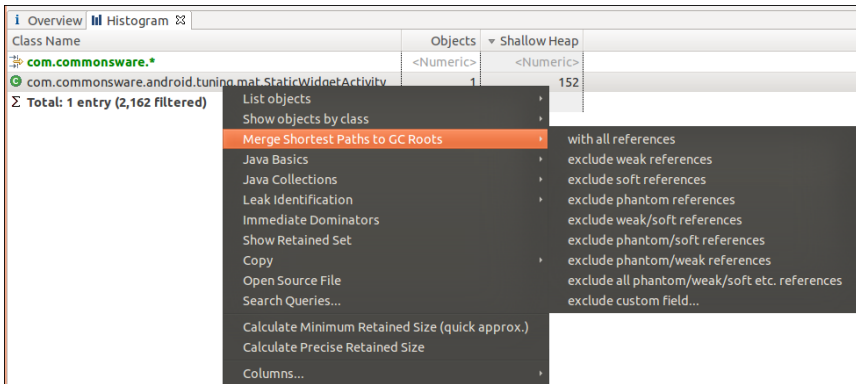 i Overview Histogram
Class Name Objects Shallow Heap
com.commonsware.* <Numeric> <Numeric>
com.commonsware.android.tuning.mat.StaticWidgetActivity 1 152
Σ Total: 1 entry (2,162 filtered)
List objects
Show objects by class
Merge Shortest Paths to GC Roots
Java Basics
Java Collections
Leak Identification
Immediate Dominators
Show Retained Set
Copy
Open Source File
Search Queries...
Calculate Minimum Retained Size (quick approx.)
Calculate Precise Retained Size
Columns...
with all references
exclude weak references
exclude soft references
exclude phantom references
exclude weak/soft references
exclude phantom/soft references
exclude phantom/weak references
exclude all phantom/weak/soft etc. references
exclude custom field...